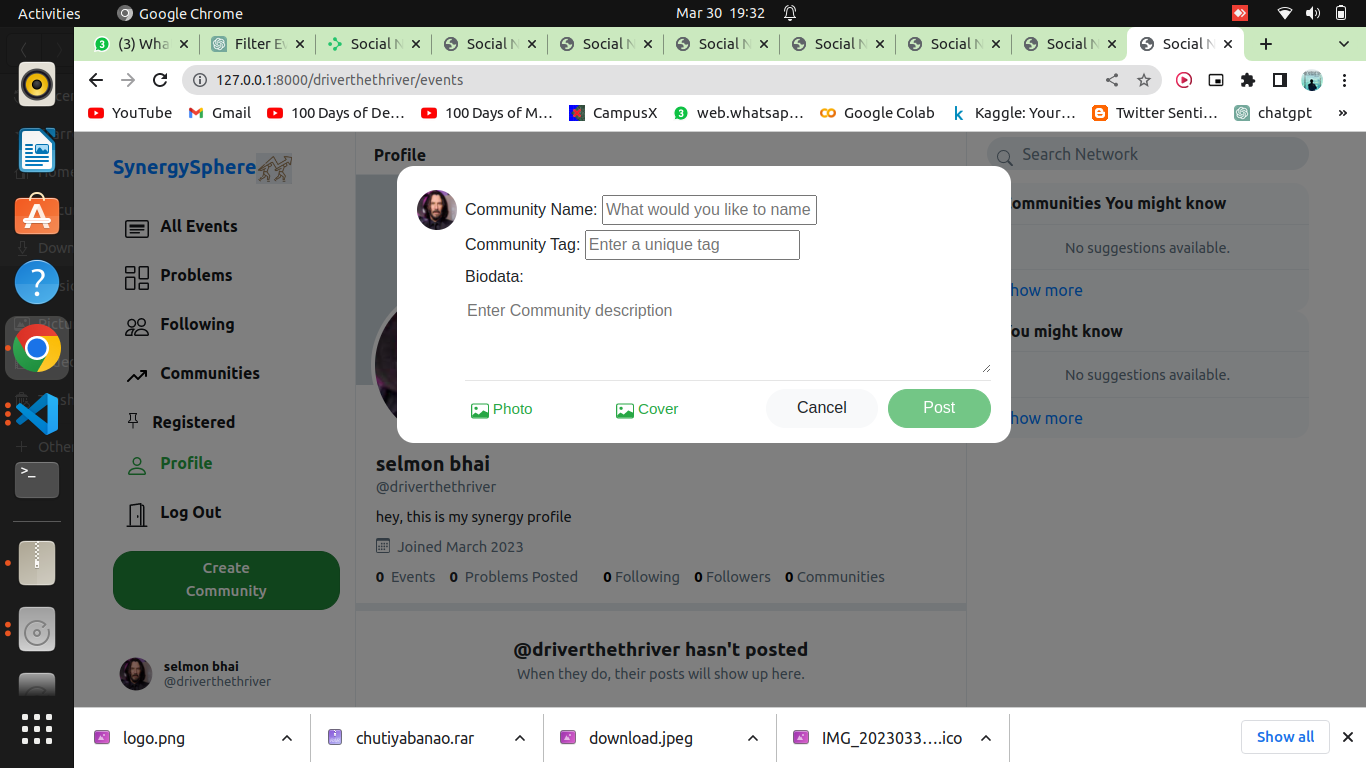 Activities
Google Chrome
Mar 30 19:32
(3) Wha
Filter Ev
Social N
Social N
Social N
Social N
Social N
Social N
Social N
Social N
127.0.0.1:8000/driverthethriver/events
YouTube
Gmail
100 Days of De...
100 Days of M...
CampusX
web.whatsap...
Google Colab
Kaggle: Your...
Twitter Senti...
chatgpt
»
SynergySphere
All Events
Problems
Following
Communities
Registered
Profile
Log Out
Create
Community
selmon bhai
@driverthethriver
Profile
Community Name: What would you like to name
Community Tag: Enter a unique tag
Biodata:
Enter Community description
Photo
Cover
Cancel
Post
selmon bhai
@driverthethriver
hey, this is my synergy profile
Joined March 2023
0 Events 0 Problems Posted 0 Following 0 Followers 0 Communities
@driverthethriver hasn't posted
When they do, their posts will show up here.
Search Network
ommunities You might know
No suggestions available.
how more
ou might know
No suggestions available.
how more
logo.png
chutiyabanao.rar
download.jpeg
IMG_2023033....ico
Show all